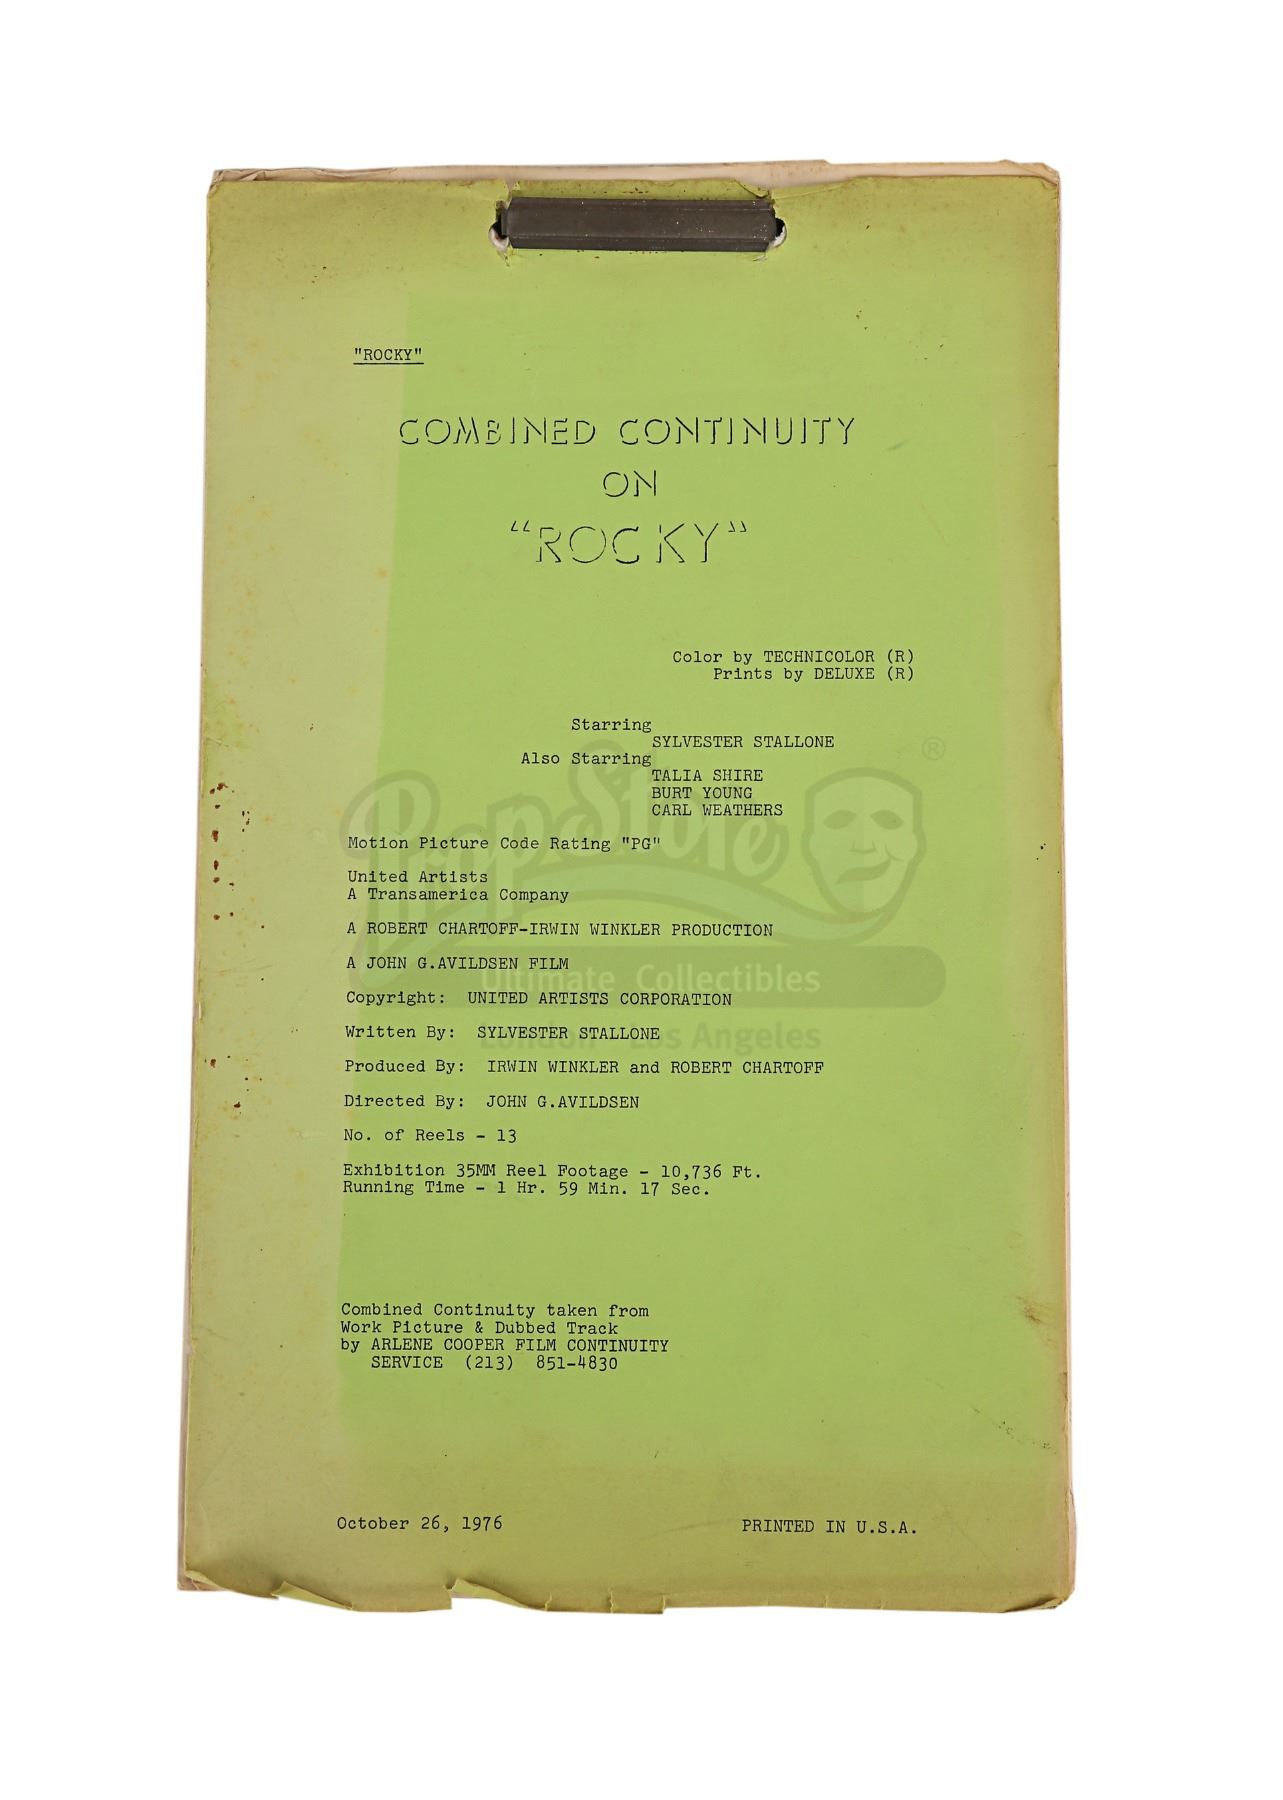 "ROCKY"
COMBINED CONTINUITY
ON
"ROCKY"
Color by TECHNICOLOR (R)
Prints by DELUXE (R)
Starring
SYLVESTER STALLONE
Also Starring
TALIA SHIRE
BURT YOUNG
CARL WEATHERS
®
PropStore
Motion Picture Code Rating "PG"
United Artists
A Transamerica Company
A ROBERT CHARTOFF-IRWIN WINKLER PRODUCTION
A JOHN G.AVILDSEN FILM
Ultimate Collectibles
Copyright: UNITED ARTISTS CORPORATION
Written By: SYLVESTER STALLONE
London Los Angeles
Produced By: IRWIN WINKLER and ROBERT CHARTOFF
Directed By: JOHN G.AVILDSEN
No. of Reels - 13
Exhibition 35MM Reel Footage - 10,736 Ft.
Running Time - 1 Hr. 59 Min. 17 Sec.
Combined Continuity taken from
Work Picture & Dubbed Track
by ARLENE COOPER FILM CONTINUITY
SERVICE (213) 851-4830
October 26, 1976 PRINTED IN U.S.A.